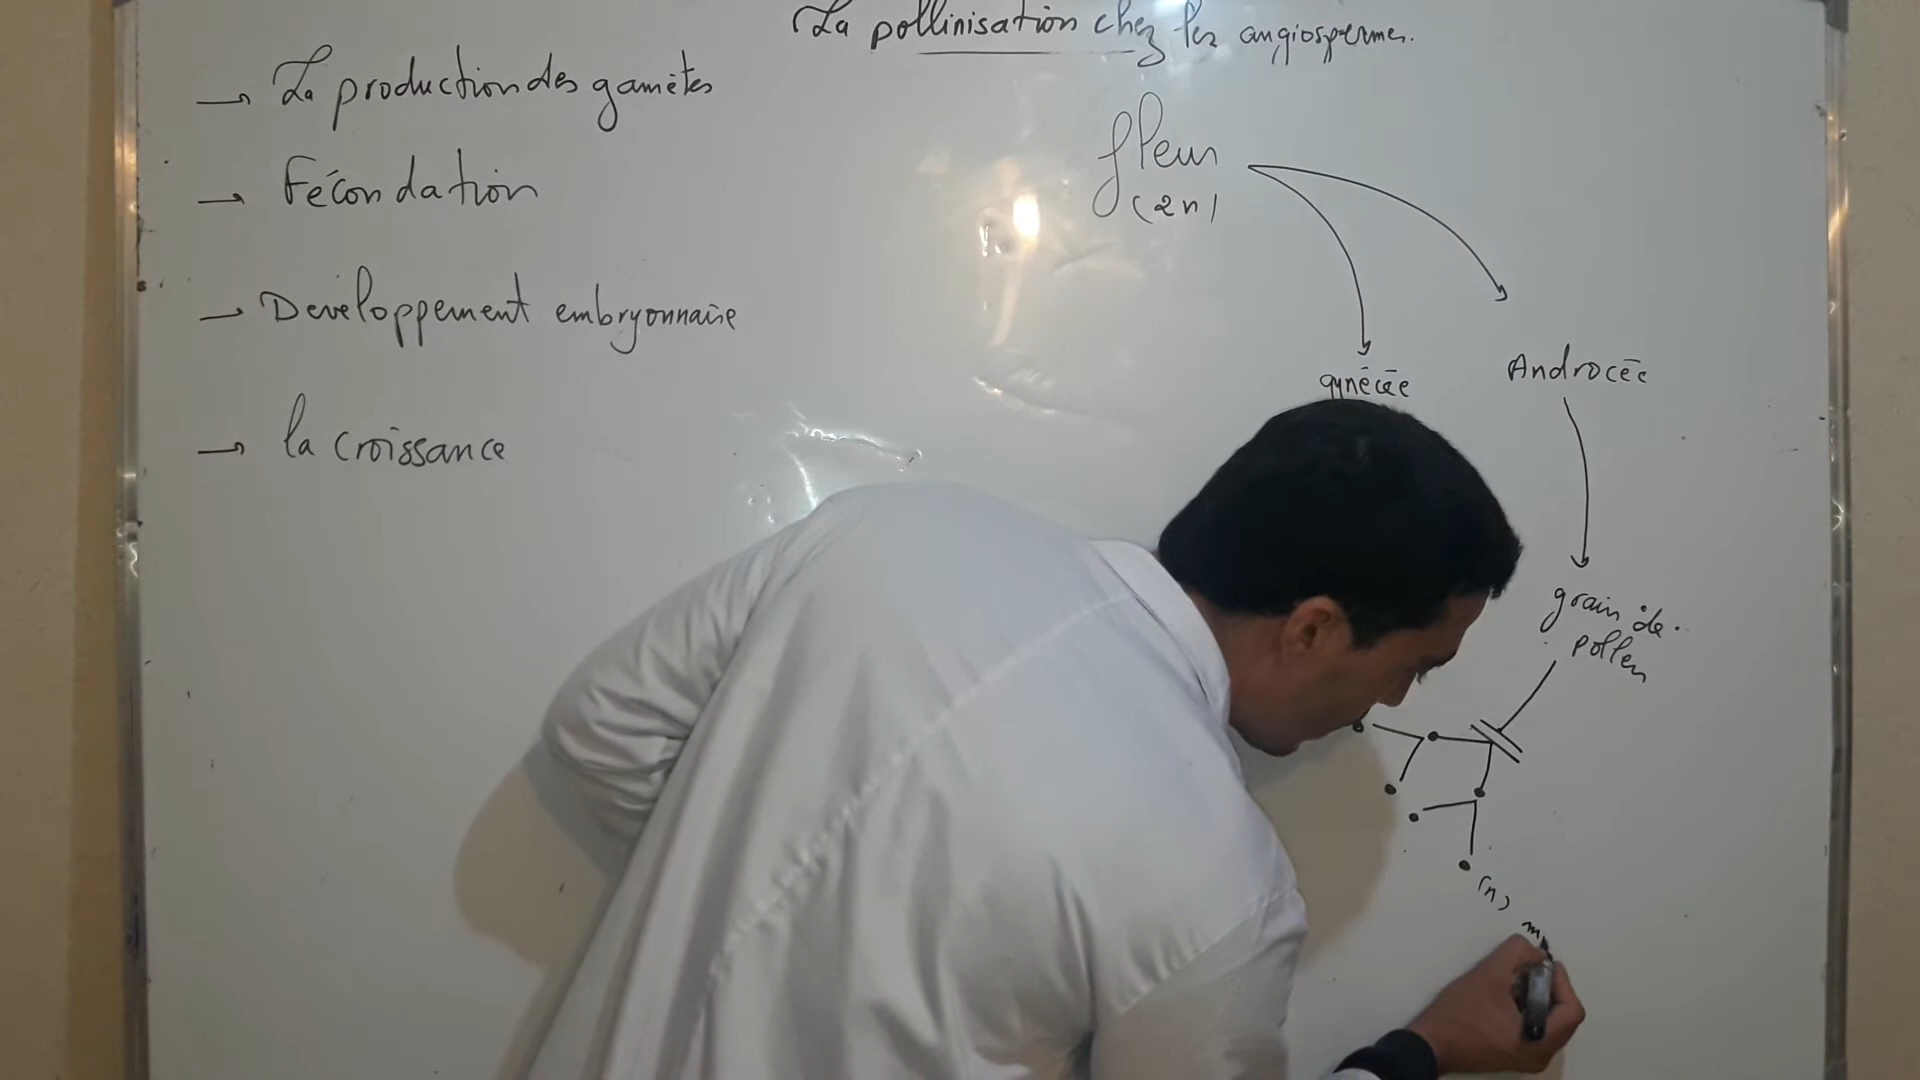 La pollinisation chez les angiospermes.
→ La production des gamètes
→ Fécondation
→ Developpement embryonnaire
→ la croissance
fleur
(2n)
gynécée
Androcée
grain de
pollen
(n)
m